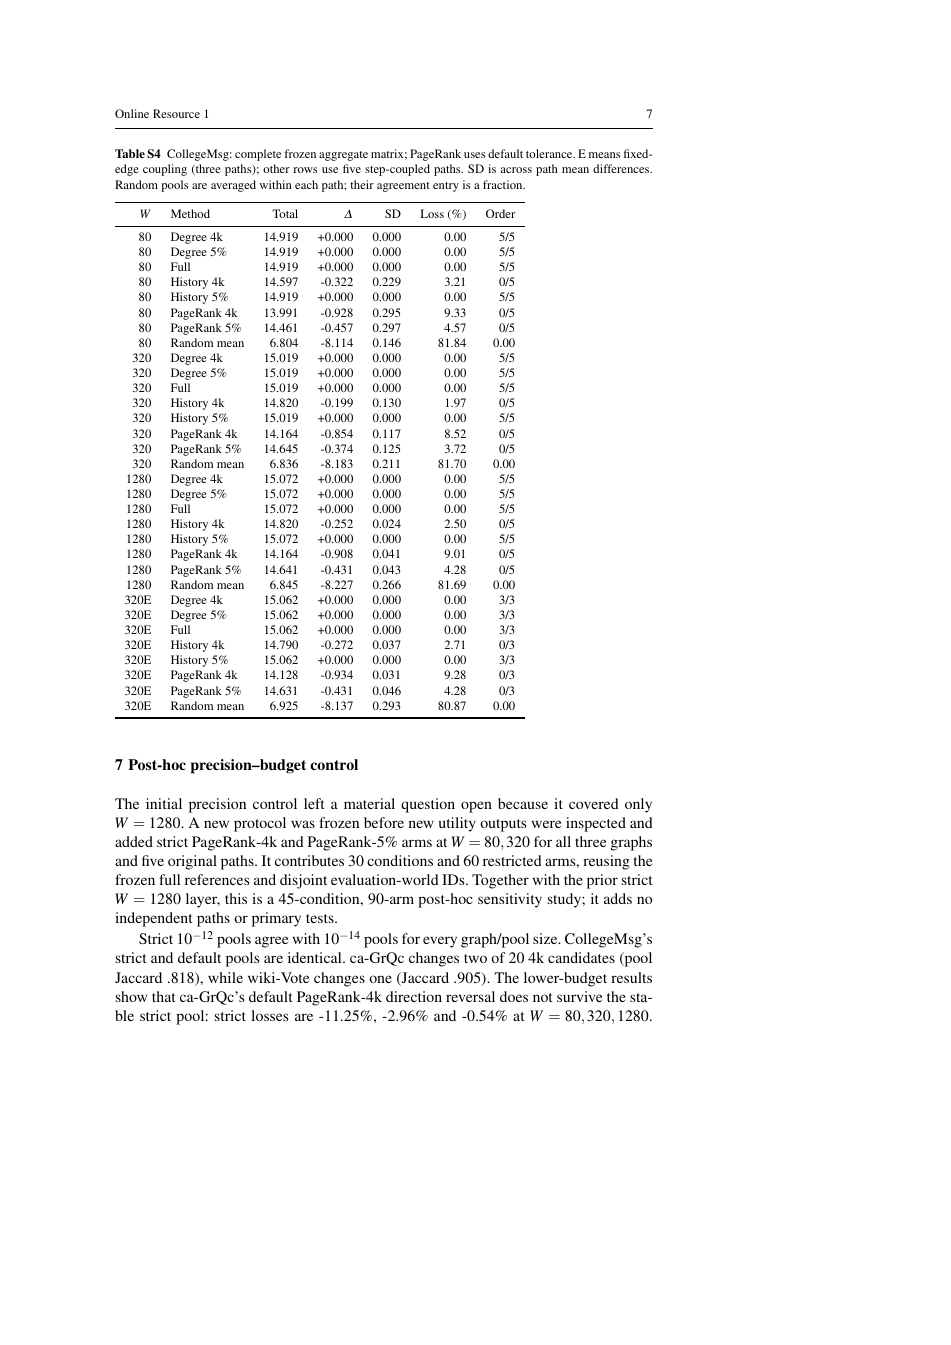 Online Resource 1 7
Table S4 CollegeMsg: complete frozen aggregate matrix; PageRank uses default tolerance. E means fixed-
edge coupling (three paths); other rows use five step-coupled paths. SD is across path mean differences.
Random pools are averaged within each path; their agreement entry is a fraction.
W Method Total Δ SD Loss (%) Order
80 Degree 4k 14.919 +0.000 0.000 0.00 5/5
80 Degree 5% 14.919 +0.000 0.000 0.00 5/5
80 Full 14.919 +0.000 0.000 0.00 5/5
80 History 4k 14.597 -0.322 0.229 3.21 0/5
80 History 5% 14.919 +0.000 0.000 0.00 5/5
80 PageRank 4k 13.991 -0.928 0.295 9.33 0/5
80 PageRank 5% 14.461 -0.457 0.297 4.57 0/5
80 Random mean 6.804 -8.114 0.146 81.84 0.00
320 Degree 4k 15.019 +0.000 0.000 0.00 5/5
320 Degree 5% 15.019 +0.000 0.000 0.00 5/5
320 Full 15.019 +0.000 0.000 0.00 5/5
320 History 4k 14.820 -0.199 0.130 1.97 0/5
320 History 5% 15.019 +0.000 0.000 0.00 5/5
320 PageRank 4k 14.164 -0.854 0.117 8.52 0/5
320 PageRank 5% 14.645 -0.374 0.125 3.72 0/5
320 Random mean 6.836 -8.183 0.211 81.70 0.00
1280 Degree 4k 15.072 +0.000 0.000 0.00 5/5
1280 Degree 5% 15.072 +0.000 0.000 0.00 5/5
1280 Full 15.072 +0.000 0.000 0.00 5/5
1280 History 4k 14.820 -0.252 0.024 2.50 0/5
1280 History 5% 15.072 +0.000 0.000 0.00 5/5
1280 PageRank 4k 14.164 -0.908 0.041 9.01 0/5
1280 PageRank 5% 14.641 -0.431 0.043 4.28 0/5
1280 Random mean 6.845 -8.227 0.266 81.69 0.00
320E Degree 4k 15.062 +0.000 0.000 0.00 3/3
320E Degree 5% 15.062 +0.000 0.000 0.00 3/3
320E Full 15.062 +0.000 0.000 0.00 3/3
320E History 4k 14.790 -0.272 0.037 2.71 0/3
320E History 5% 15.062 +0.000 0.000 0.00 3/3
320E PageRank 4k 14.128 -0.934 0.031 9.28 0/3
320E PageRank 5% 14.631 -0.431 0.046 4.28 0/3
320E Random mean 6.925 -8.137 0.293 80.87 0.00
7 Post-hoc precision–budget control
The initial precision control left a material question open because it covered only
W = 1280. A new protocol was frozen before new utility outputs were inspected and
added strict PageRank-4k and PageRank-5% arms at W = 80,320 for all three graphs
and five original paths. It contributes 30 conditions and 60 restricted arms, reusing the
frozen full references and disjoint evaluation-world IDs. Together with the prior strict
W = 1280 layer, this is a 45-condition, 90-arm post-hoc sensitivity study; it adds no
independent paths or primary tests.
Strict 10⁻¹² pools agree with 10⁻¹⁴ pools for every graph/pool size. CollegeMsg's
strict and default pools are identical. ca-GrQc changes two of 20 4k candidates (pool
Jaccard .818), while wiki-Vote changes one (Jaccard .905). The lower-budget results
show that ca-GrQc's default PageRank-4k direction reversal does not survive the sta-
ble strict pool: strict losses are -11.25%, -2.96% and -0.54% at W = 80,320,1280.